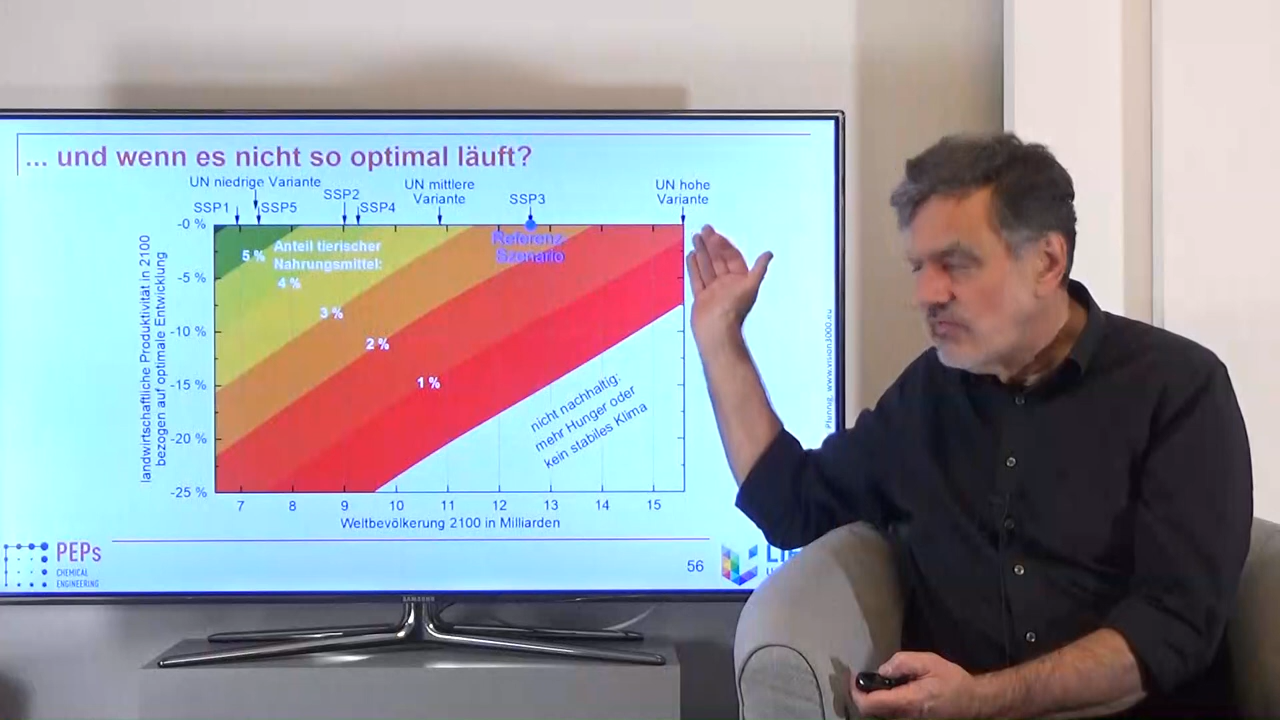 ... und wenn es nicht so optimal läuft?
UN niedrige Variante
UN mittlere
Variante
UN hohe
Variante
SSP1
SSP5
SSP2
SSP4
SSP3
landwirtschaftliche Produktivität in 2100
bezogen auf optimale Entwicklung
-0 %
-5 %
-10 %
-15 %
-20 %
-25 %
Anteil tierischer
Nahrungsmittel:
5 %
4 %
3 %
2 %
1 %
Referenz
Szenario
nicht nachhaltig:
mehr Hunger oder
kein stabiles Klima
7 8 9 10 11 12 13 14 15
Weltbevölkerung 2100 in Milliarden
www.vision3000.eu
PEPs
CHEMICAL
ENGINEERING
56
SAMSUNG